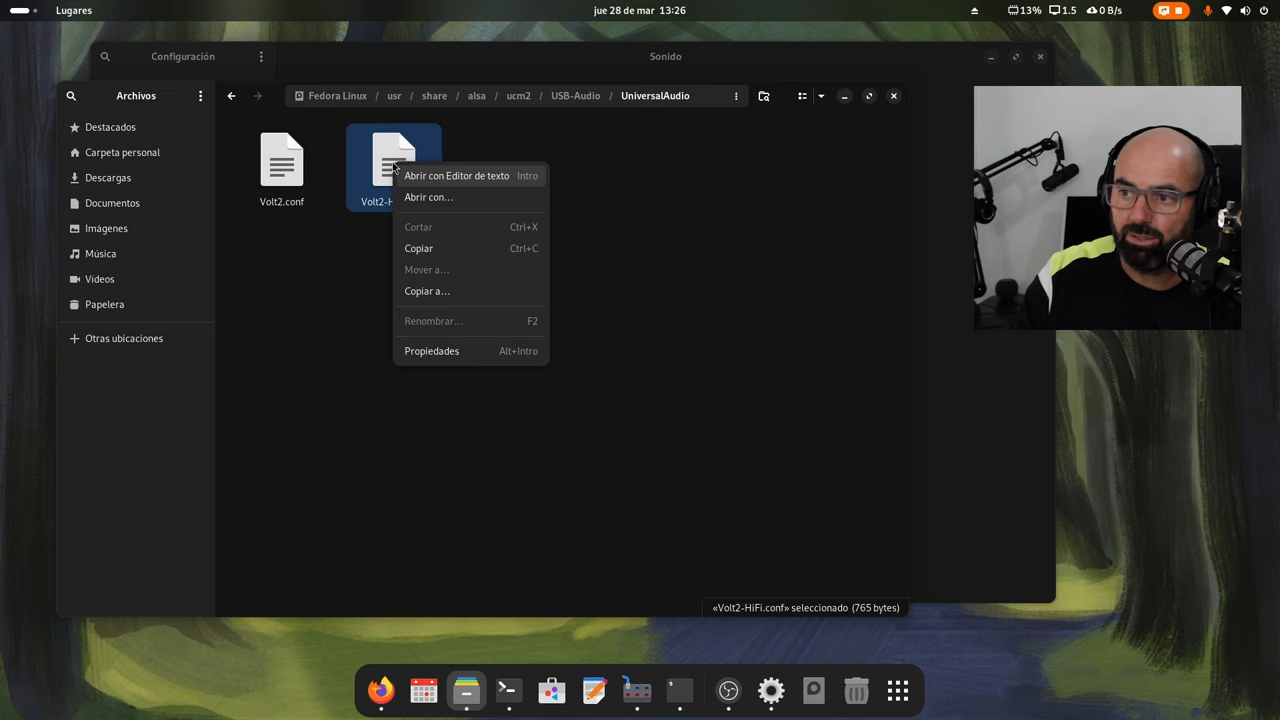 Lugares
jue 28 de mar 13:26
13%
1.5
0 B/s
Configuración
Sonido
Archivos
Fedora Linux / usr / share / alsa / ucm2 / USB-Audio / UniversalAudio
Destacados
Carpeta personal
Descargas
Documentos
Imágenes
Música
Vídeos
Papelera
Otras ubicaciones
Volt2.conf
Volt2-H
Abrir con Editor de texto Intro
Abrir con…
Cortar Ctrl+X
Copiar Ctrl+C
Mover a…
Copiar a…
Renombrar… F2
Propiedades Alt+Intro
«Volt2-HiFi.conf» seleccionado (765 bytes)